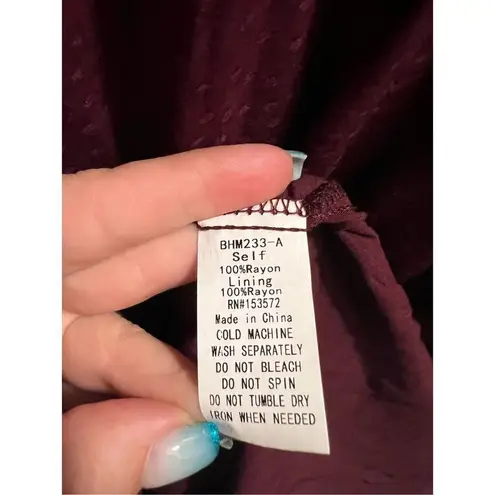 BHM233-A
Self
100%Rayon
Lining
100%Rayon
RN#153572
Made in China
COLD MACHINE
WASH SEPARATELY
DO NOT BLEACH
DO NOT SPIN
DO NOT TUMBLE DRY
IRON WHEN NEEDED